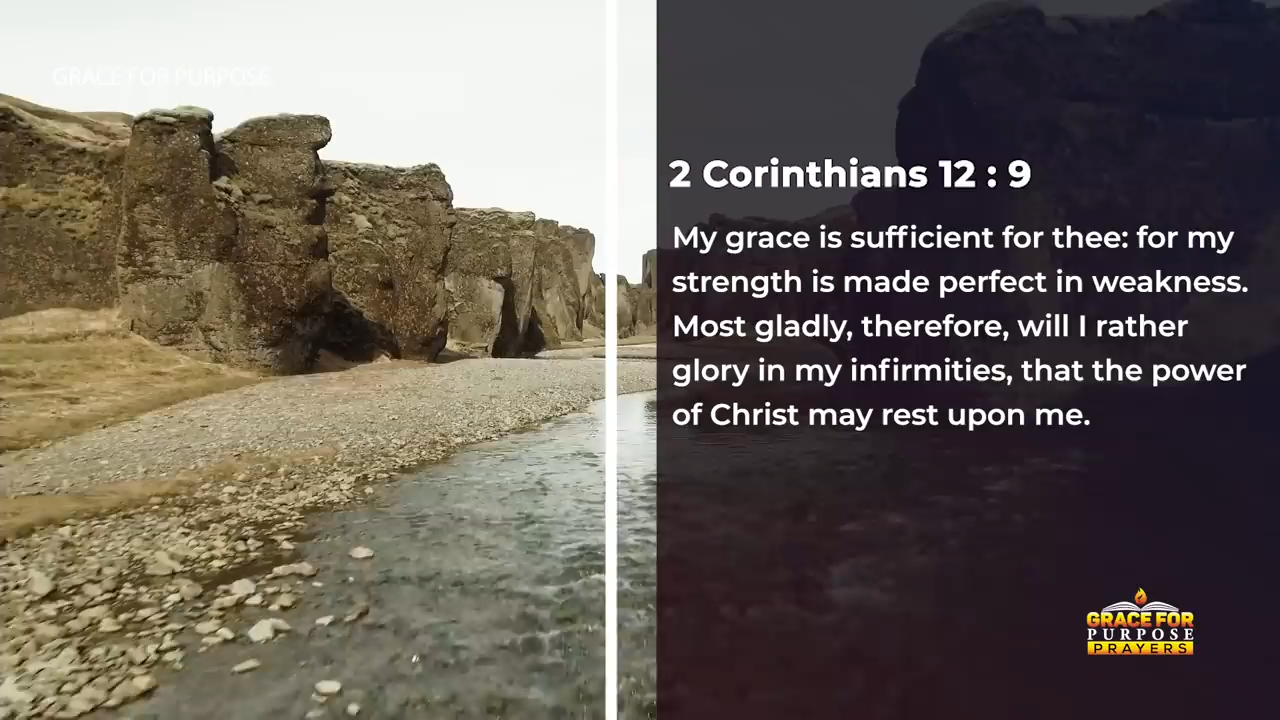 GRACE FOR PURPOSE
2 Corinthians 12 : 9
My grace is sufficient for thee: for my
strength is made perfect in weakness.
Most gladly, therefore, will I rather
glory in my infirmities, that the power
of Christ may rest upon me.
GRACE FOR
PURPOSE
PRAYERS